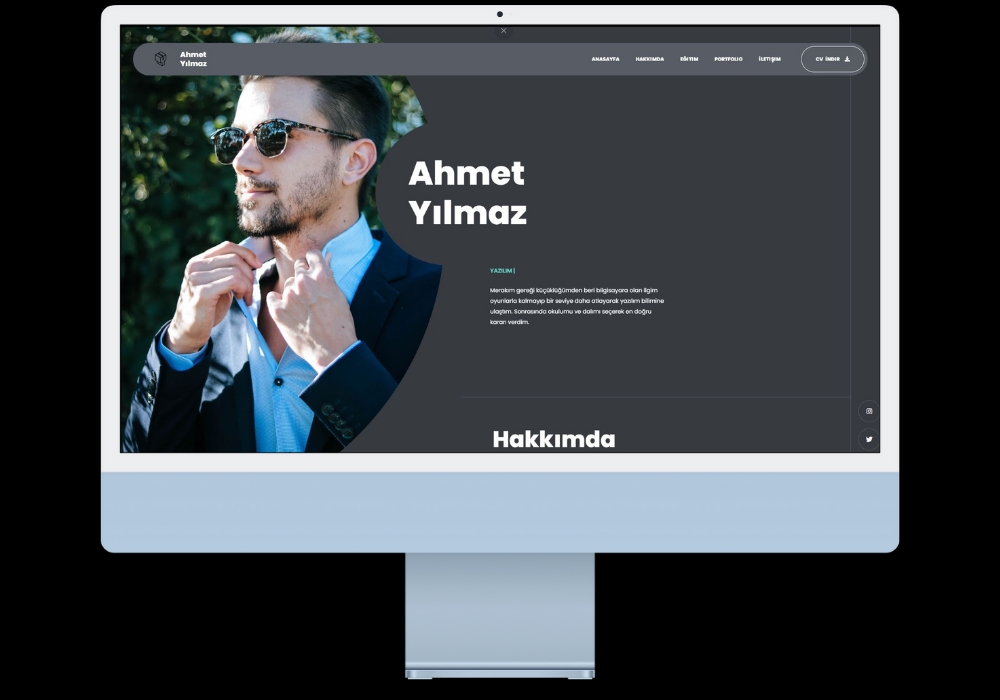 Ahmet
Yılmaz
ANASAYFA
HAKKIMDA
EĞİTİM
PORTFOLIO
İLETİŞİM
CV İNDİR
Ahmet
Yılmaz
YAZILIM |
Merakım gereği küçüklüğümden beri bilgisayara olan ilgim
oyunlarla kalmayıp bir seviye daha atlayarak yazılım bilimine
ulaştım. Sonrasında okulumu ve dalımı seçerek en doğru
kararı verdim.
Hakkımda